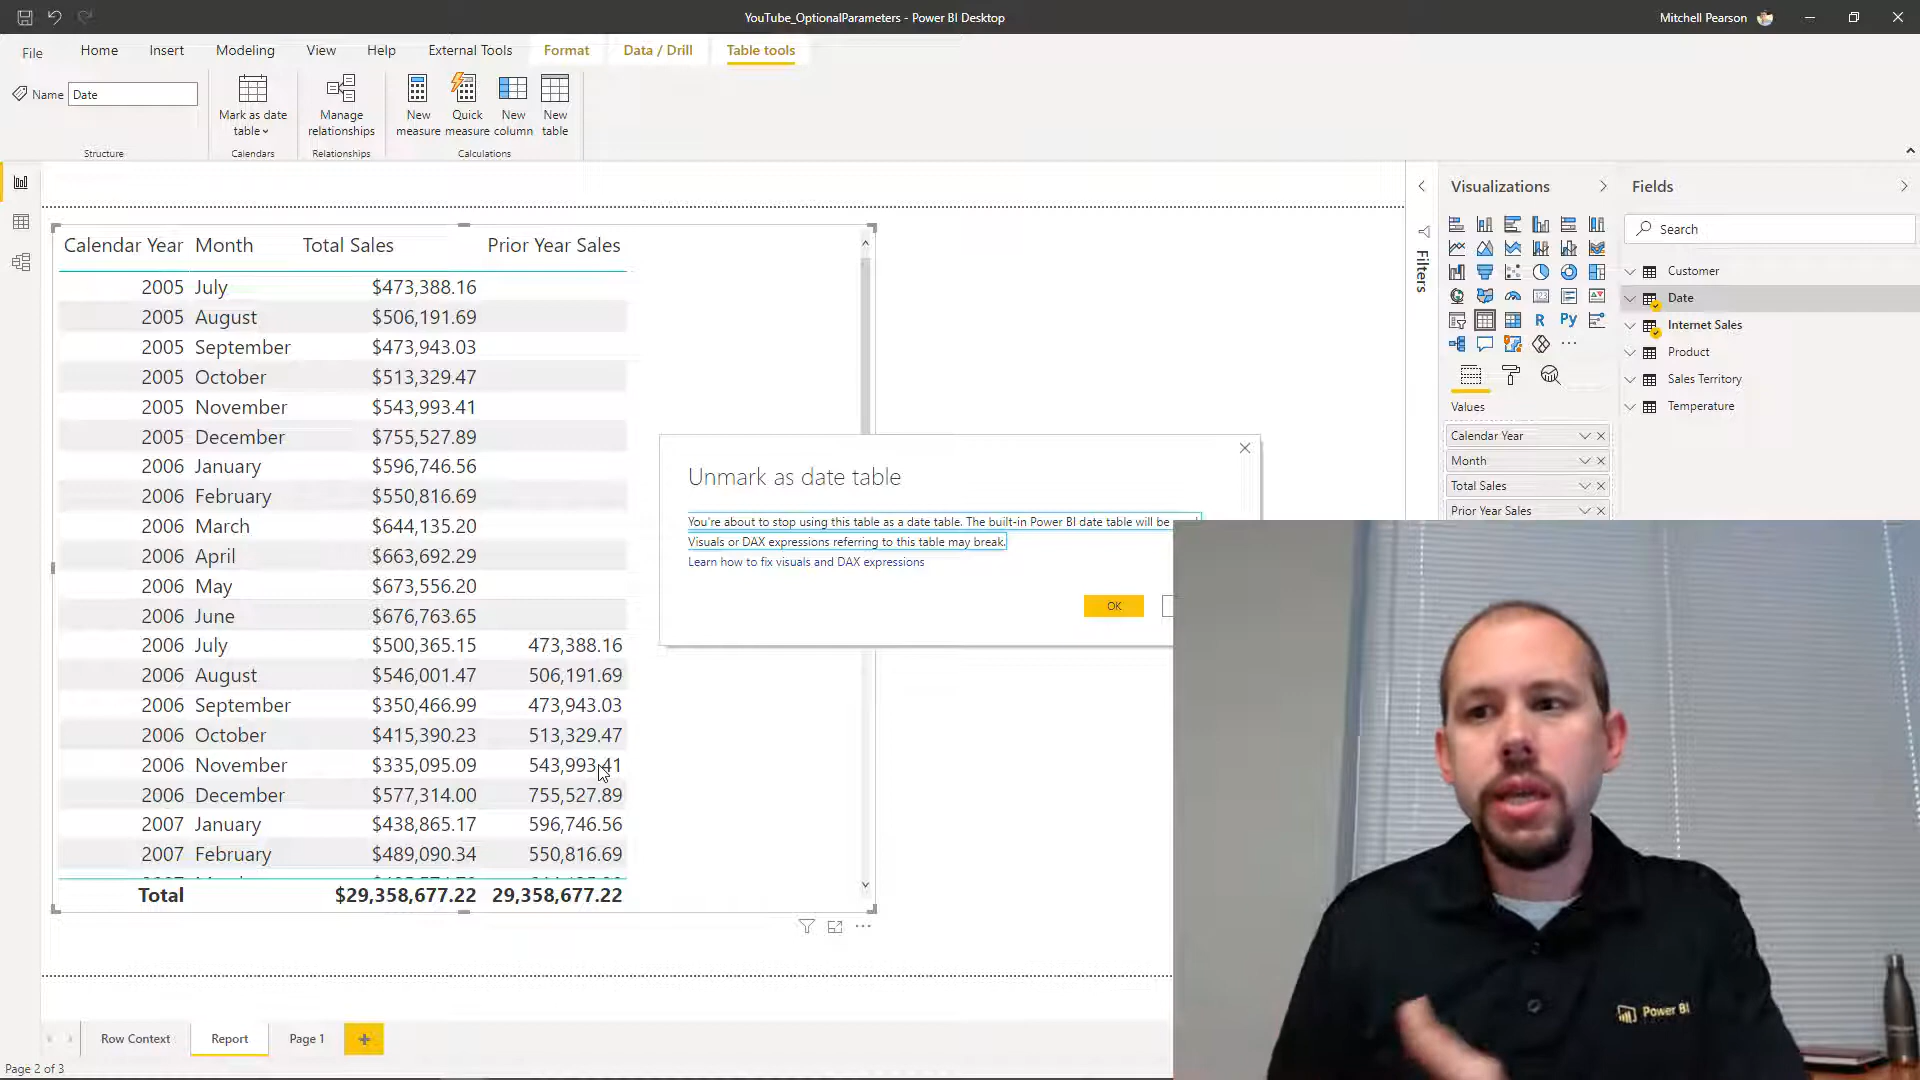 YouTube_OptionalParameters - Power BI Desktop
Mitchell Pearson
File
Home
Insert
Modeling
View
Help
External Tools
Format
Data / Drill
Table tools
Name
Date
Mark as date
table
Manage
relationships
New
measure
Quick
measure
New
column
New
table
Structure
Calendars
Relationships
Calculations
Calendar Year Month Total Sales Prior Year Sales
2005 July $473,388.16
2005 August $506,191.69
2005 September $473,943.03
2005 October $513,329.47
2005 November $543,993.41
2005 December $755,527.89
2006 January $596,746.56
2006 February $550,816.69
2006 March $644,135.20
2006 April $663,692.29
2006 May $673,556.20
2006 June $676,763.65
2006 July $500,365.15 473,388.16
2006 August $546,001.47 506,191.69
2006 September $350,466.99 473,943.03
2006 October $415,390.23 513,329.47
2006 November $335,095.09 543,993.41
2006 December $577,314.00 755,527.89
2007 January $438,865.17 596,746.56
2007 February $489,090.34 550,816.69
Total $29,358,677.22 29,358,677.22
Unmark as date table
You're about to stop using this table as a date table. The built-in Power BI date table will be
Visuals or DAX expressions referring to this table may break.
Learn how to fix visuals and DAX expressions
OK
Filters
Visualizations
R
Py
Values
Calendar Year
Month
Total Sales
Prior Year Sales
Fields
Search
Customer
Date
Internet Sales
Product
Sales Territory
Temperature
Power BI
Row Context
Report
Page 1
Page 2 of 3